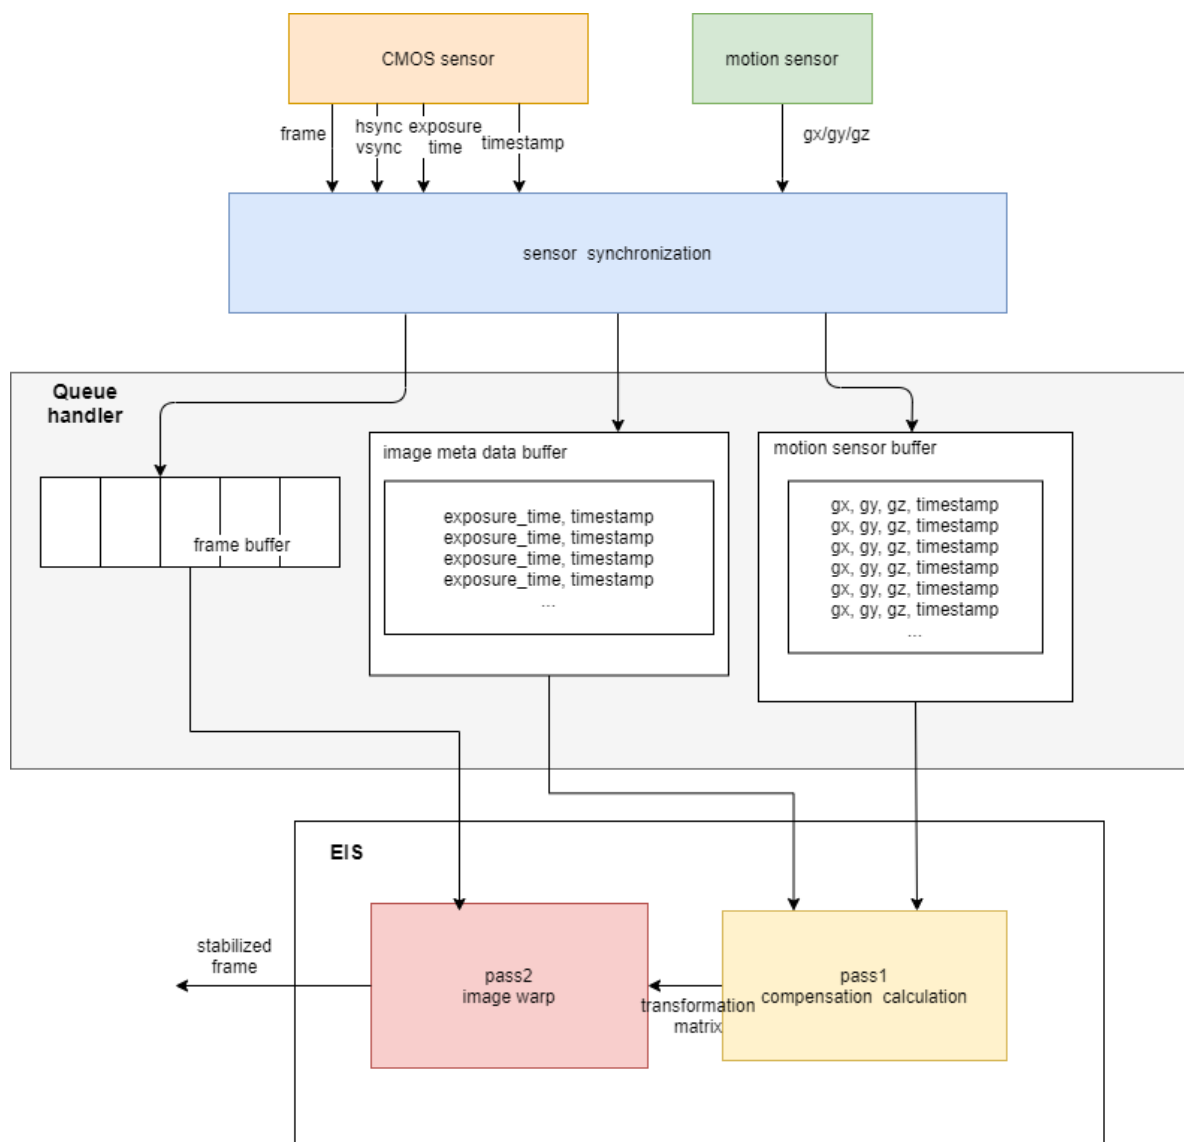 CMOS sensor
motion sensor
frame
hsync
vsync
exposure
time
timestamp
gx/gy/gz
sensor synchronization
Queue
handler
frame buffer
image meta data buffer
exposure_time, timestamp
exposure_time, timestamp
exposure_time, timestamp
exposure_time, timestamp
...
motion sensor buffer
gx, gy, gz, timestamp
gx, gy, gz, timestamp
gx, gy, gz, timestamp
gx, gy, gz, timestamp
gx, gy, gz, timestamp
gx, gy, gz, timestamp
...
EIS
stabilized
frame
pass2
image warp
transformation
matrix
pass1
compensation calculation